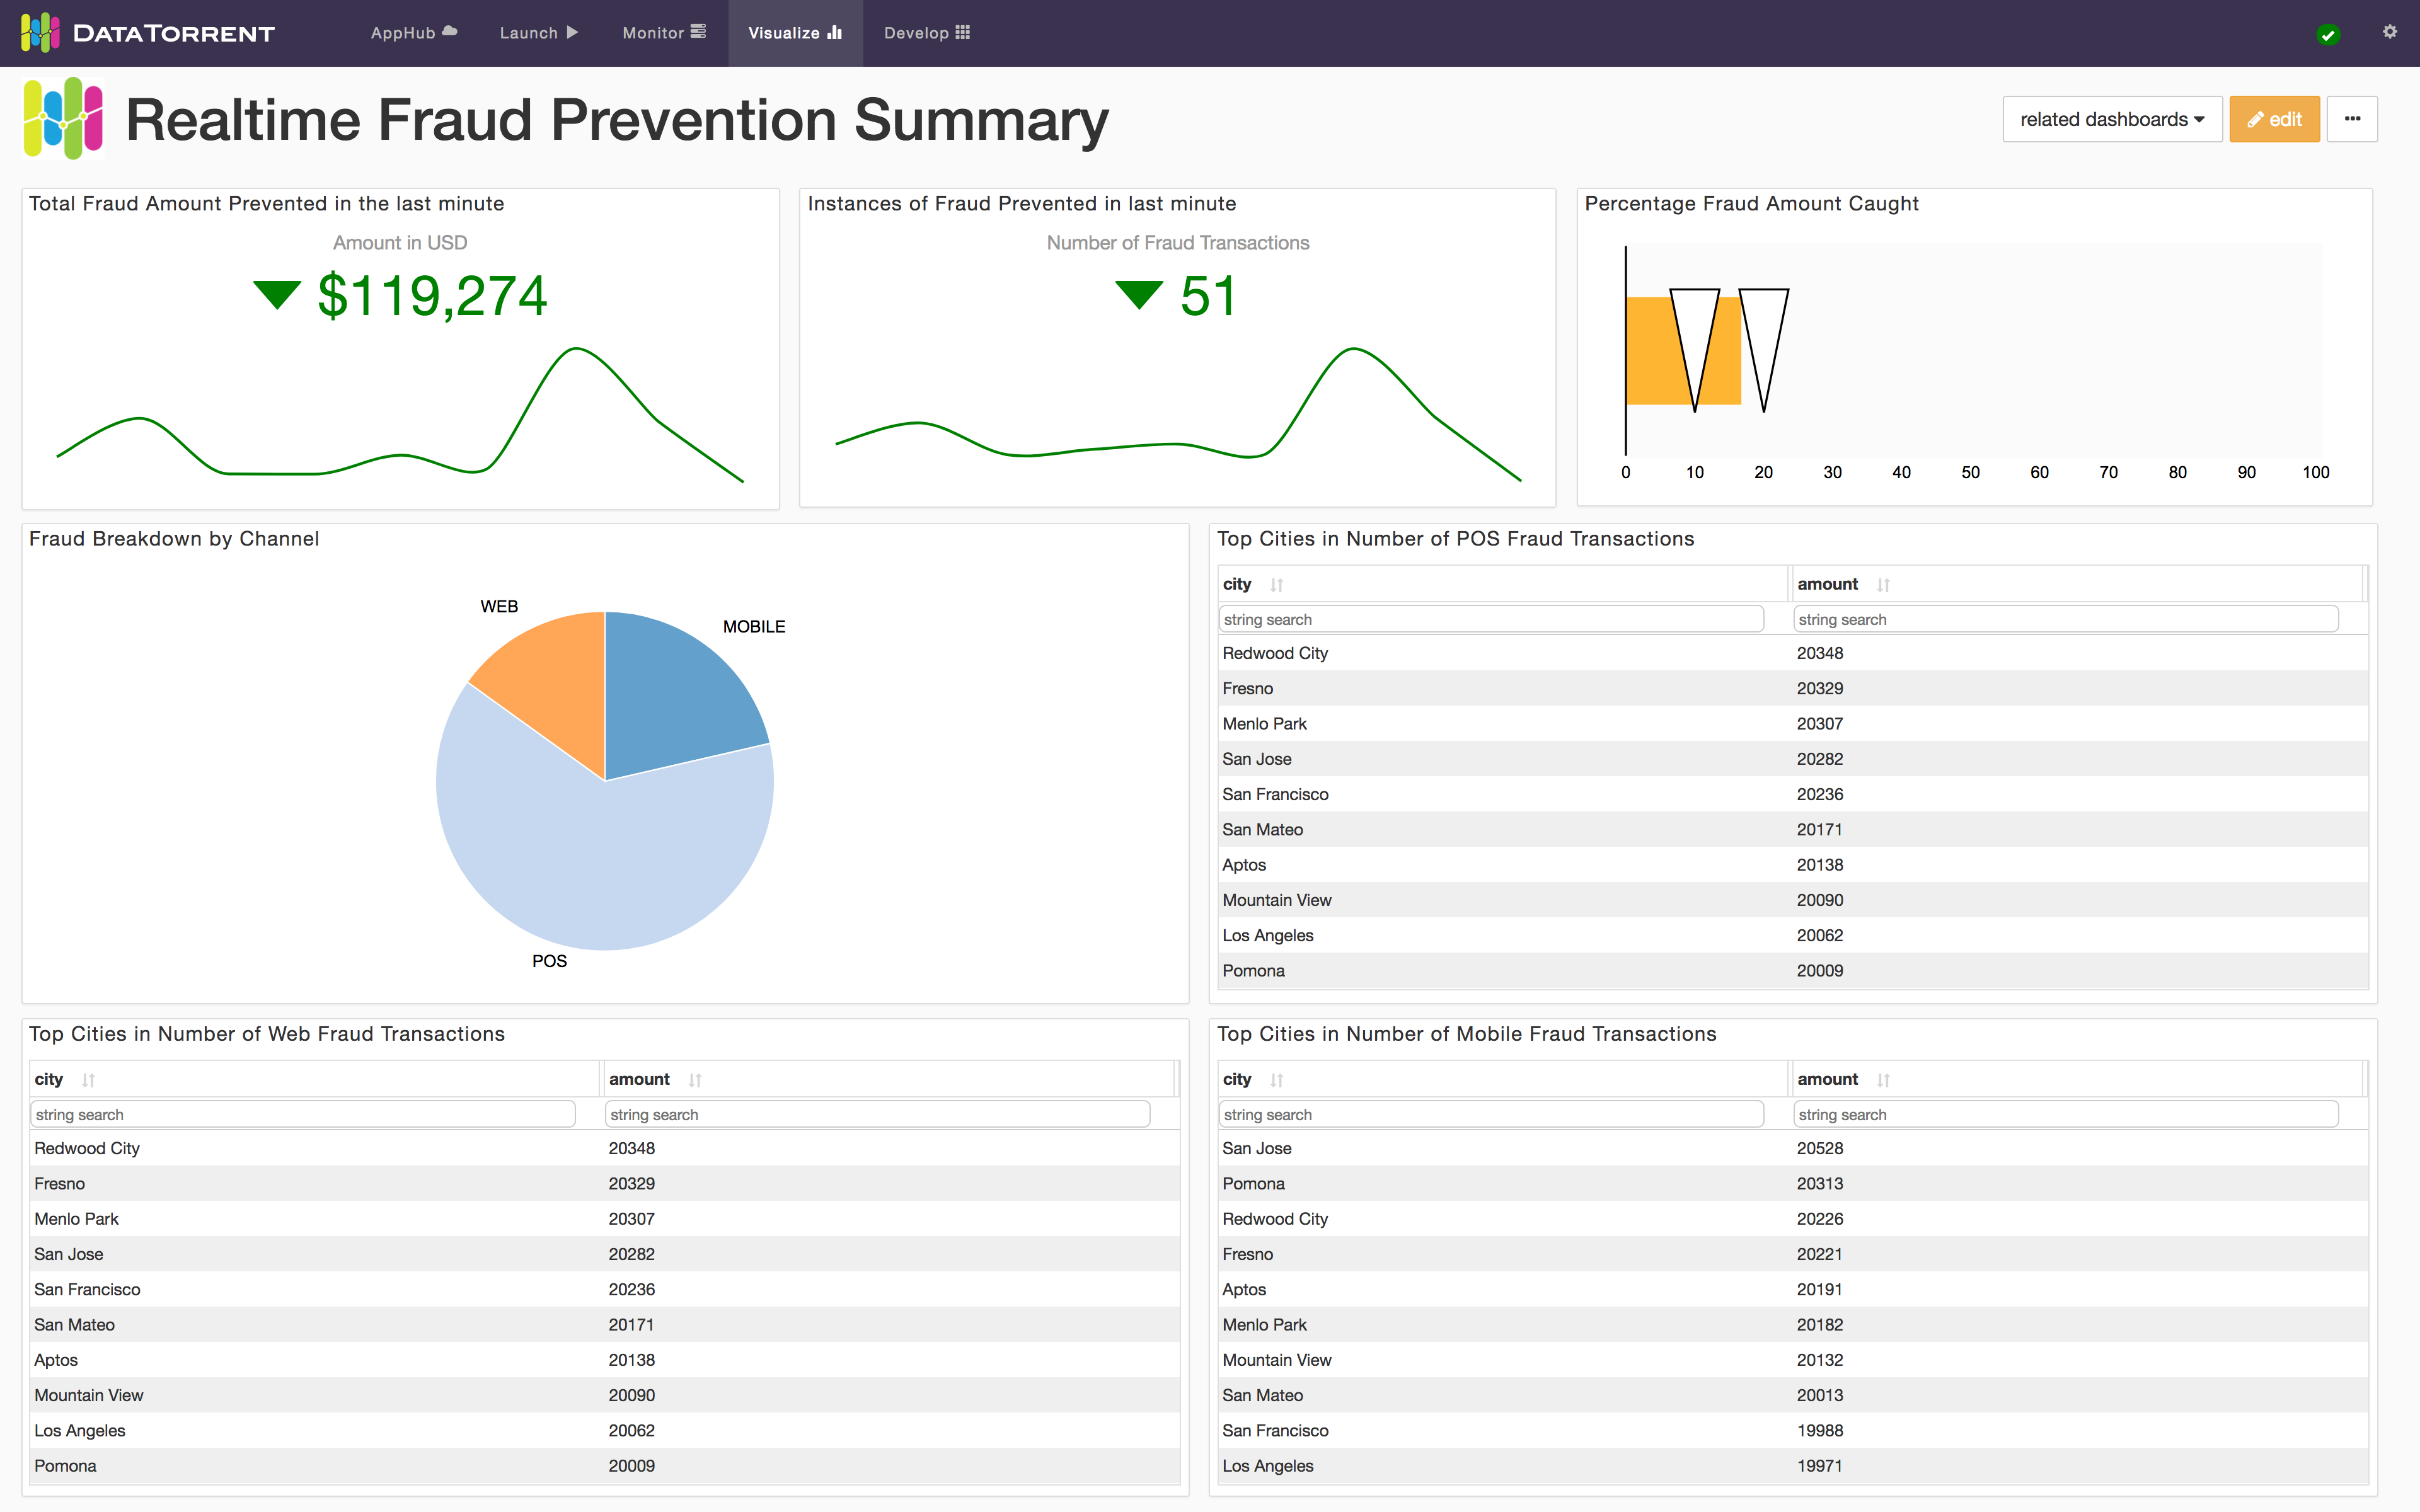 DATATORRENT
AppHub
Launch
Monitor
Visualize
Develop
Realtime Fraud Prevention Summary
related dashboards
edit
Total Fraud Amount Prevented in the last minute
Amount in USD
$119,274
Instances of Fraud Prevented in last minute
Number of Fraud Transactions
51
Percentage Fraud Amount Caught
0 10 20 30 40 50 60 70 80 90 100
Fraud Breakdown by Channel
WEB
MOBILE
POS
Top Cities in Number of POS Fraud Transactions
city amount
string search string search
Redwood City 20348
Fresno 20329
Menlo Park 20307
San Jose 20282
San Francisco 20236
San Mateo 20171
Aptos 20138
Mountain View 20090
Los Angeles 20062
Pomona 20009
Top Cities in Number of Web Fraud Transactions
city amount
string search string search
Redwood City 20348
Fresno 20329
Menlo Park 20307
San Jose 20282
San Francisco 20236
San Mateo 20171
Aptos 20138
Mountain View 20090
Los Angeles 20062
Pomona 20009
Top Cities in Number of Mobile Fraud Transactions
city amount
string search string search
San Jose 20528
Pomona 20313
Redwood City 20226
Fresno 20221
Aptos 20191
Menlo Park 20182
Mountain View 20132
San Mateo 20013
San Francisco 19988
Los Angeles 19971